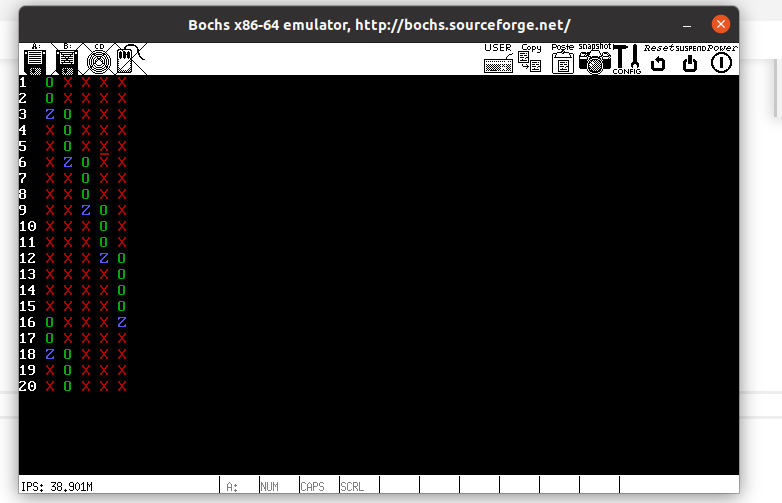 Bochs x86-64 emulator, http://bochs.sourceforge.net/
A: B: CD USER Copy Poste snapshot CONFIG Reset SUSPEND Power
1 O X X X X
2 O X X X X
3 Z O X X X
4 X O X X X
5 X O X X X
6 X Z O X X
7 X X O X X
8 X X O X X
9 X X Z O X
10 X X X O X
11 X X X O X
12 X X X Z O
13 X X X X O
14 X X X X O
15 X X X X O
16 O X X X Z
17 O X X X X
18 Z O X X X
19 X O X X X
20 X O X X X
IPS: 38.901M A: NUM CAPS SCRL